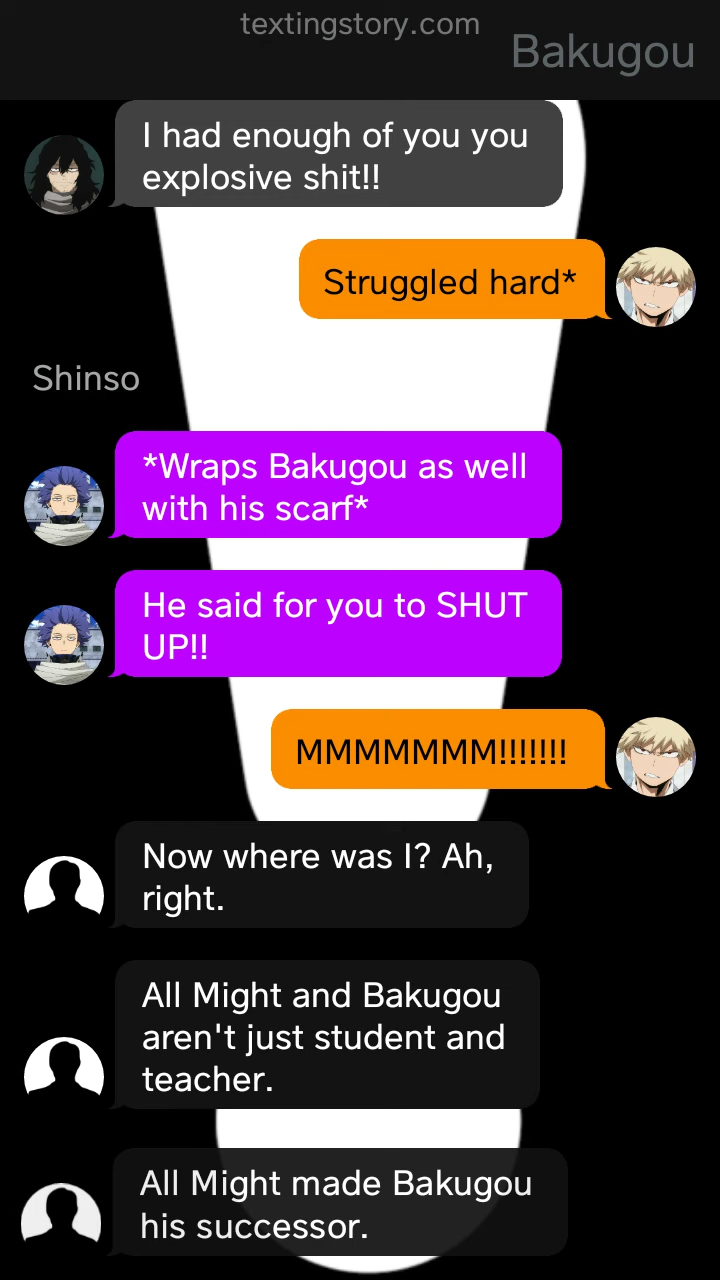 textingstory.com
Bakugou
I had enough of you you
explosive shit!!
Struggled hard*
Shinso
*Wraps Bakugou as well
with his scarf*
He said for you to SHUT
UP!!
MMMMMMM!!!!!!!
Now where was I? Ah,
right.
All Might and Bakugou
aren't just student and
teacher.
All Might made Bakugou
his successor.